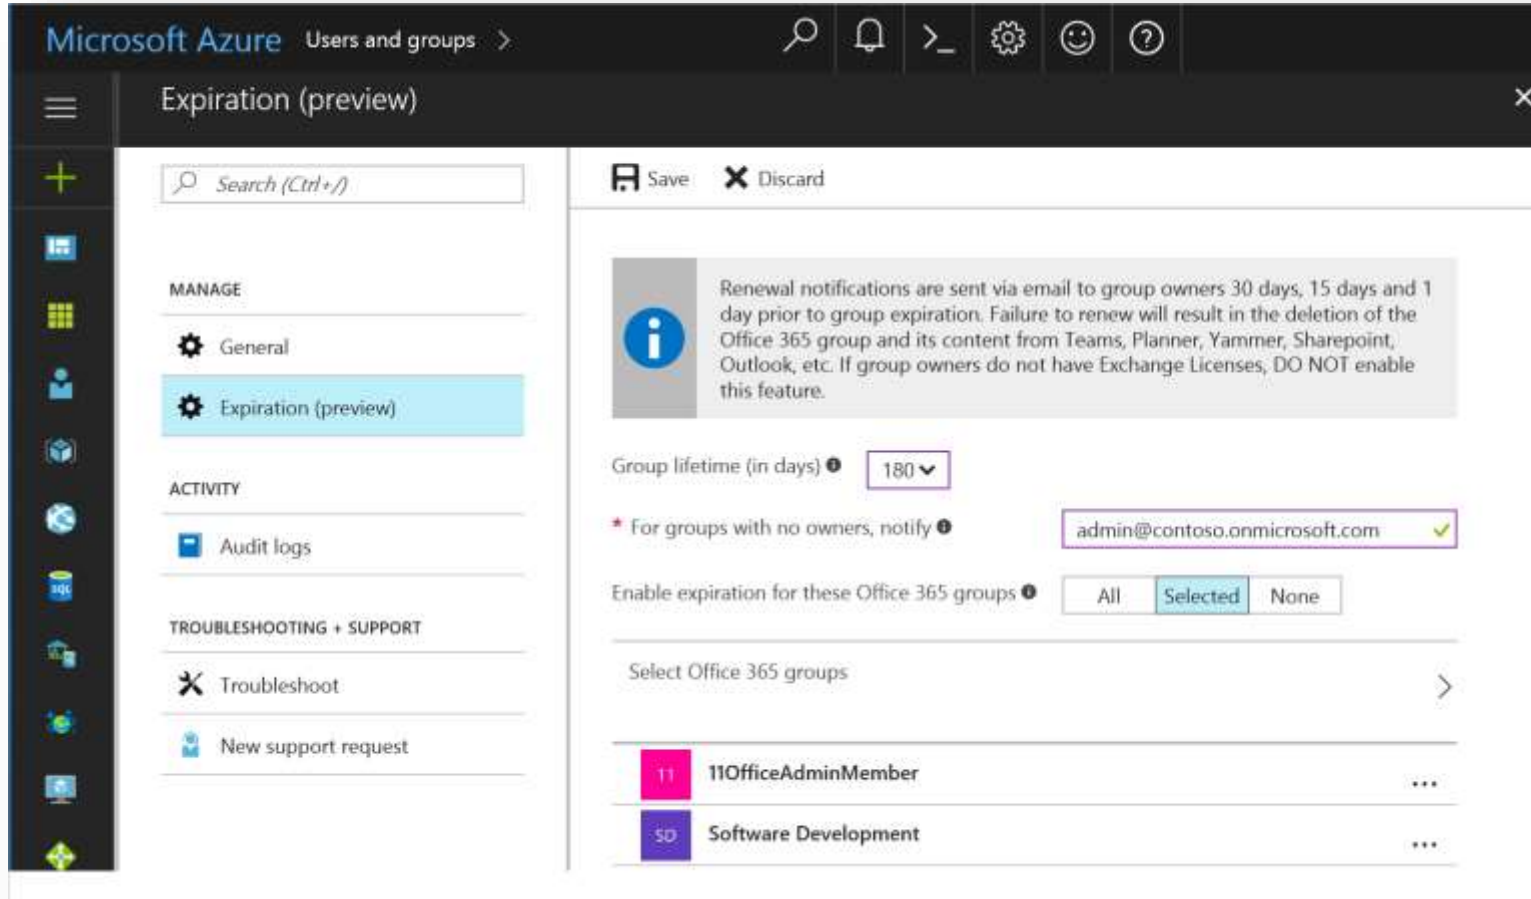 Microsoft Azure Users and groups >
Expiration (preview)
Search (Ctrl+/)
Save Discard
MANAGE
General
Expiration (preview)
ACTIVITY
Audit logs
TROUBLESHOOTING + SUPPORT
Troubleshoot
New support request
Renewal notifications are sent via email to group owners 30 days, 15 days and 1
day prior to group expiration. Failure to renew will result in the deletion of the
Office 365 group and its content from Teams, Planner, Yammer, Sharepoint,
Outlook, etc. If group owners do not have Exchange Licenses, DO NOT enable
this feature.
Group lifetime (in days) 180
* For groups with no owners, notify admin@contoso.onmicrosoft.com
Enable expiration for these Office 365 groups All Selected None
Select Office 365 groups
11 11OfficeAdminMember ...
SD Software Development ...
SQL